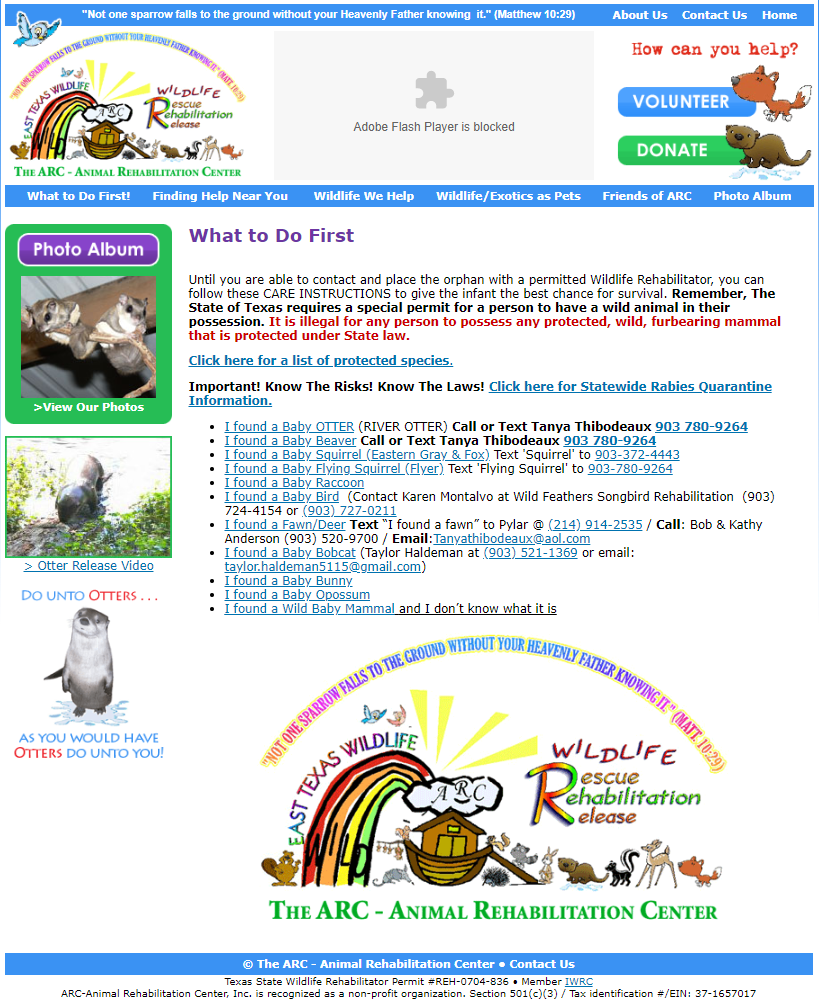 "Not one sparrow falls to the ground without your Heavenly Father knowing it." (Matthew 10:29)
About Us Contact Us Home
"NOT ONE SPARROW FALLS TO THE GROUND WITHOUT YOUR HEAVENLY FATHER KNOWING IT." (MATT. 10:29)
EAST TEXAS WILDLIFE
ARC
WILDLIFE
Rescue
Rehabilitation
Release
THE ARC - ANIMAL REHABILITATION CENTER
Adobe Flash Player is blocked
How can you help?
VOLUNTEER
DONATE
What to Do First! Finding Help Near You Wildlife We Help Wildlife/Exotics as Pets Friends of ARC Photo Album
Photo Album
>View Our Photos
> Otter Release Video
DO UNTO OTTERS . . .
AS YOU WOULD HAVE
OTTERS DO UNTO YOU!
What to Do First
Until you are able to contact and place the orphan with a permitted Wildlife Rehabilitator, you can
follow these CARE INSTRUCTIONS to give the infant the best chance for survival. Remember, The
State of Texas requires a special permit for a person to have a wild animal in their
possession. It is illegal for any person to possess any protected, wild, furbearing mammal
that is protected under State law.
Click here for a list of protected species.
Important! Know The Risks! Know The Laws! Click here for Statewide Rabies Quarantine
Information.
• I found a Baby OTTER (RIVER OTTER) Call or Text Tanya Thibodeaux 903 780-9264
• I found a Baby Beaver Call or Text Tanya Thibodeaux 903 780-9264
• I found a Baby Squirrel (Eastern Gray & Fox) Text 'Squirrel' to 903-372-4443
• I found a Baby Flying Squirrel (Flyer) Text 'Flying Squirrel' to 903-780-9264
• I found a Baby Raccoon
• I found a Baby Bird (Contact Karen Montalvo at Wild Feathers Songbird Rehabilitation (903)
724-4154 or (903) 727-0211
• I found a Fawn/Deer Text “I found a fawn” to Pylar @ (214) 914-2535 / Call: Bob & Kathy
Anderson (903) 520-9700 / Email:Tanyathibodeaux@aol.com
• I found a Baby Bobcat (Taylor Haldeman at (903) 521-1369 or email:
taylor.haldeman5115@gmail.com)
• I found a Baby Bunny
• I found a Baby Opossum
• I found a Wild Baby Mammal and I don’t know what it is
"NOT ONE SPARROW FALLS TO THE GROUND WITHOUT YOUR HEAVENLY FATHER KNOWING IT." (MATT. 10:29)
EAST TEXAS WILDLIFE
ARC
WILDLIFE
Rescue
Rehabilitation
Release
THE ARC - ANIMAL REHABILITATION CENTER
© The ARC - Animal Rehabilitation Center • Contact Us
Texas State Wildlife Rehabilitator Permit #REH-0704-836 • Member IWRC
ARC-Animal Rehabilitation Center, Inc. is recognized as a non-profit organization. Section 501(c)(3) / Tax identification #/EIN: 37-1657017